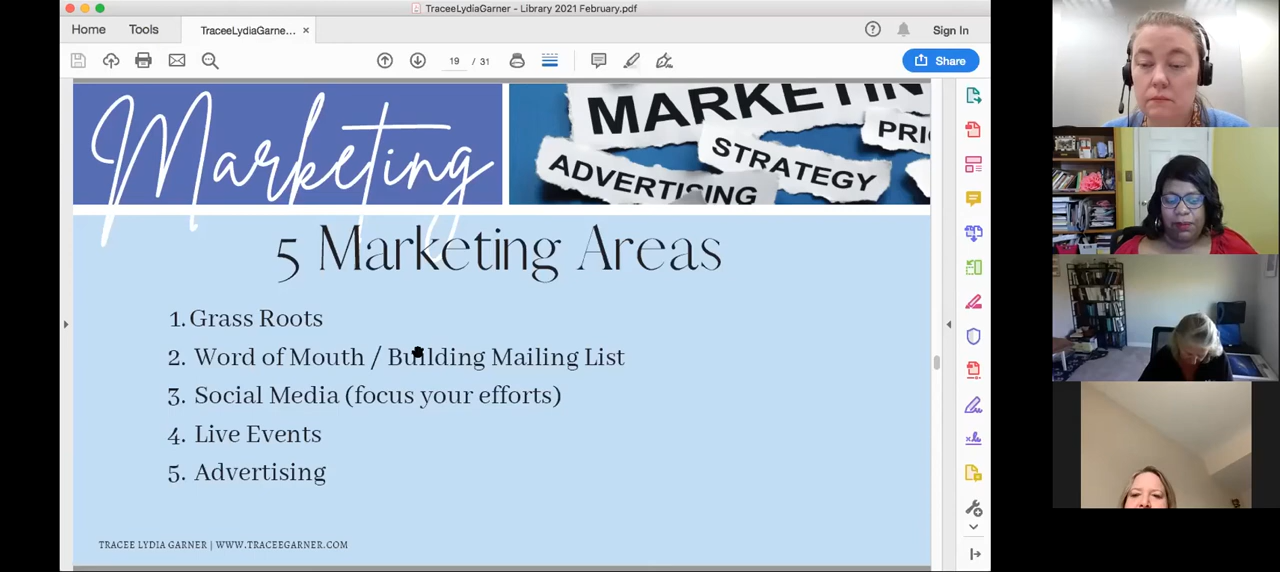 TraceeLydiaGarner - Library 2021 February.pdf
Home Tools TraceeLydiaGarne... × Sign In
19 / 31 Share
Marketing
MARKETIN
PRI
STRATEGY
ADVERTISING
5 Marketing Areas
1. Grass Roots
2. Word of Mouth / Building Mailing List
3. Social Media (focus your efforts)
4. Live Events
5. Advertising
TRACEE LYDIA GARNER | WWW.TRACEEGARNER.COM